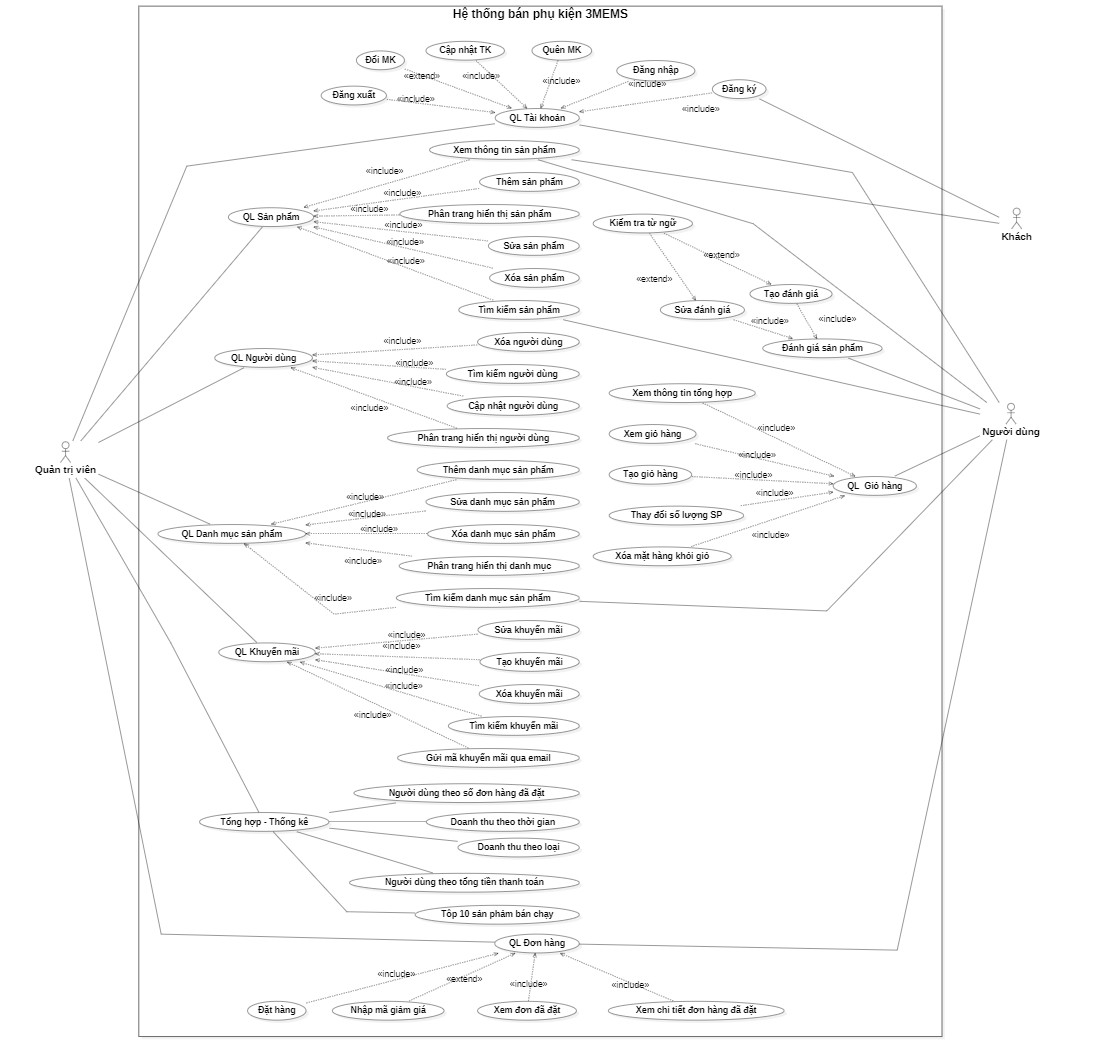 Hệ thống bán phụ kiện 3MEMS
Đổi MK
Cập nhật TK
Quên MK
Đăng nhập
Đăng ký
Đăng xuất
«extend»
«include»
«include»
«include»
«include»
«include»
QL Tài khoản
Xem thông tin sản phẩm
«include»
Thêm sản phẩm
«include»
QL Sản phẩm
«include»
Phân trang hiển thị sản phẩm
«include»
Sửa sản phẩm
«include»
Xóa sản phẩm
«include»
Tìm kiếm sản phẩm
Kiểm tra từ ngữ
«extend»
«extend»
Tạo đánh giá
Sửa đánh giá
«include»
«include»
Đánh giá sản phẩm
Khách
Xóa người dùng
«include»
QL Người dùng
«include»
Tìm kiếm người dùng
«include»
Cập nhật người dùng
«include»
Phân trang hiển thị người dùng
Xem thông tin tổng hợp
«include»
Xem giỏ hàng
«include»
Tạo giỏ hàng
«include»
QL  Giỏ hàng
«include»
Thay đổi số lượng SP
«include»
Xóa mặt hàng khỏi giỏ
Người dùng
Quản trị viên
Thêm danh mục sản phẩm
«include»
Sửa danh mục sản phẩm
«include»
QL Danh mục sản phẩm
«include»
Xóa danh mục sản phẩm
«include»
Phân trang hiển thị danh mục
«include»
Tìm kiếm danh mục sản phẩm
Sửa khuyến mãi
«include»
«include»
QL Khuyến mãi
Tạo khuyến mãi
«include»
«include»
Xóa khuyến mãi
«include»
Tìm kiếm khuyến mãi
Gửi mã khuyến mãi qua email
Người dùng theo số đơn hàng đã đặt
Tổng hợp - Thống kê
Doanh thu theo thời gian
Doanh thu theo loại
Người dùng theo tổng tiền thanh toán
Tốp 10 sản phảm bán chạy
QL Đơn hàng
«include»
«extend»
«include»
«include»
Đặt hàng
Nhập mã giảm giá
Xem đơn đã đặt
Xem chi tiết đơn hàng đã đặt